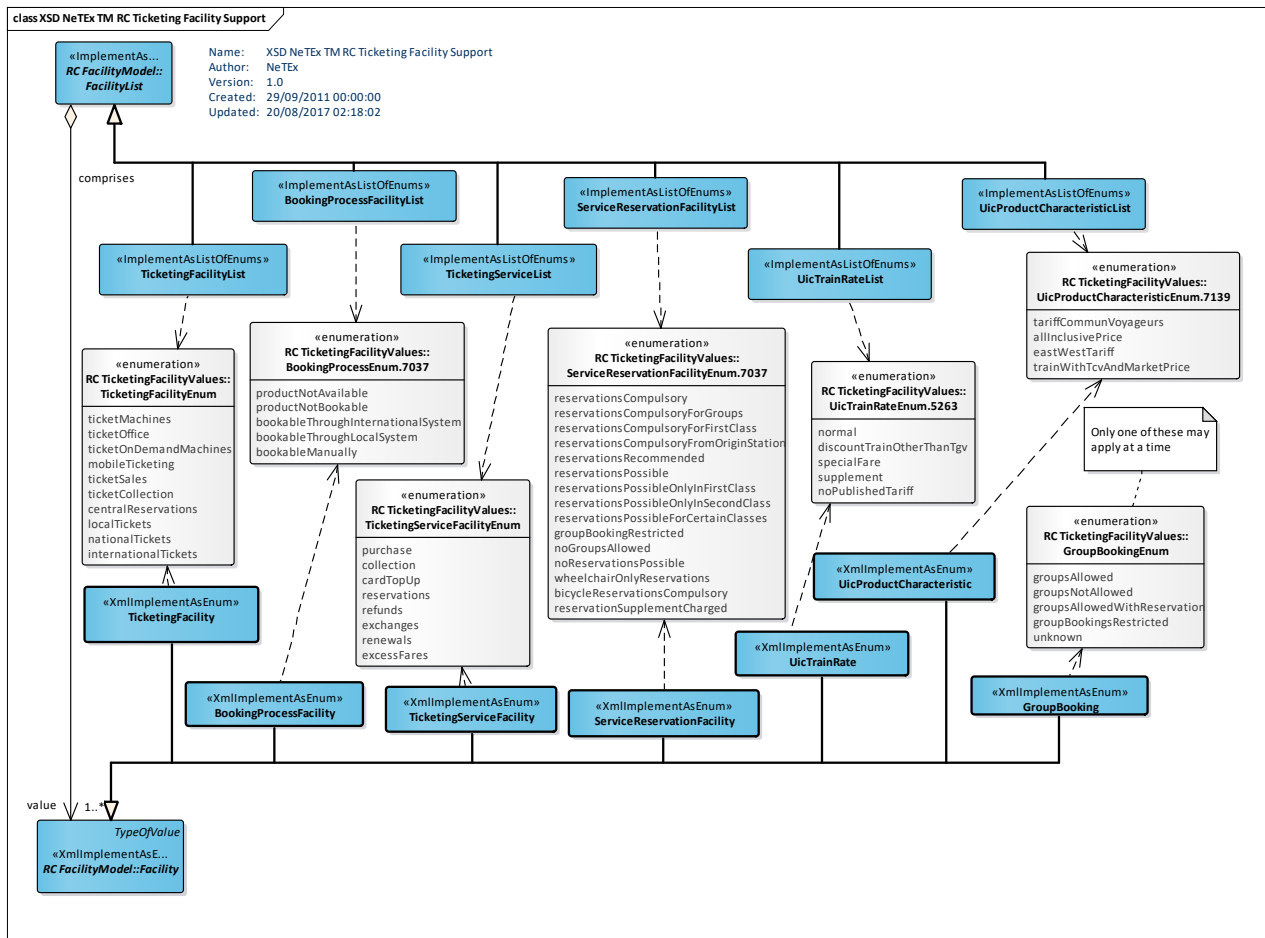 class XSD NeTEx TM RC Ticketing Facility Support
«ImplementAs...
RC FacilityModel::
FacilityList
Name: XSD NeTEx TM RC Ticketing Facility Support
Author: NeTEx
Version: 1.0
Created: 29/09/2011 00:00:00
Updated: 20/08/2017 02:18:02
comprises
«ImplementAsListOfEnums»
BookingProcessFacilityList
«ImplementAsListOfEnums»
ServiceReservationFacilityList
«ImplementAsListOfEnums»
UicProductCharacteristicList
«ImplementAsListOfEnums»
TicketingFacilityList
«ImplementAsListOfEnums»
TicketingServiceList
«ImplementAsListOfEnums»
UicTrainRateList
«enumeration»
RC TicketingFacilityValues::
UicProductCharacteristicEnum.7139
tariffCommunVoyageurs
allInclusivePrice
eastWestTariff
trainWithTcvAndMarketPrice
«enumeration»
RC TicketingFacilityValues::
TicketingFacilityEnum
ticketMachines
ticketOffice
ticketOnDemandMachines
mobileTicketing
ticketSales
ticketCollection
centralReservations
localTickets
nationalTickets
internationalTickets
«enumeration»
RC TicketingFacilityValues::
BookingProcessEnum.7037
productNotAvailable
productNotBookable
bookableThroughInternationalSystem
bookableThroughLocalSystem
bookableManually
«enumeration»
RC TicketingFacilityValues::
ServiceReservationFacilityEnum.7037
reservationsCompulsory
reservationsCompulsoryForGroups
reservationsCompulsoryForFirstClass
reservationsCompulsoryFromOriginStation
reservationsRecommended
reservationsPossible
reservationsPossibleOnlyInFirstClass
reservationsPossibleOnlyInSecondClass
reservationsPossibleForCertainClasses
groupBookingRestricted
noGroupsAllowed
noReservationsPossible
wheelchairOnlyReservations
bicycleReservationsCompulsory
reservationSupplementCharged
«enumeration»
RC TicketingFacilityValues::
UicTrainRateEnum.5263
normal
discountTrainOtherThanTgv
specialFare
supplement
noPublishedTariff
Only one of these may
apply at a time
«enumeration»
RC TicketingFacilityValues::
TicketingServiceFacilityEnum
purchase
collection
cardTopUp
reservations
refunds
exchanges
renewals
excessFares
«enumeration»
RC TicketingFacilityValues::
GroupBookingEnum
groupsAllowed
groupsNotAllowed
groupsAllowedWithReservation
groupBookingsRestricted
unknown
«XmlImplementAsEnum»
UicProductCharacteristic
«XmlImplementAsEnum»
TicketingFacility
«XmlImplementAsEnum»
UicTrainRate
«XmlImplementAsEnum»
BookingProcessFacility
«XmlImplementAsEnum»
TicketingServiceFacility
«XmlImplementAsEnum»
ServiceReservationFacility
«XmlImplementAsEnum»
GroupBooking
value
1..*
TypeOfValue
«XmlImplementAsE...
RC FacilityModel::Facility